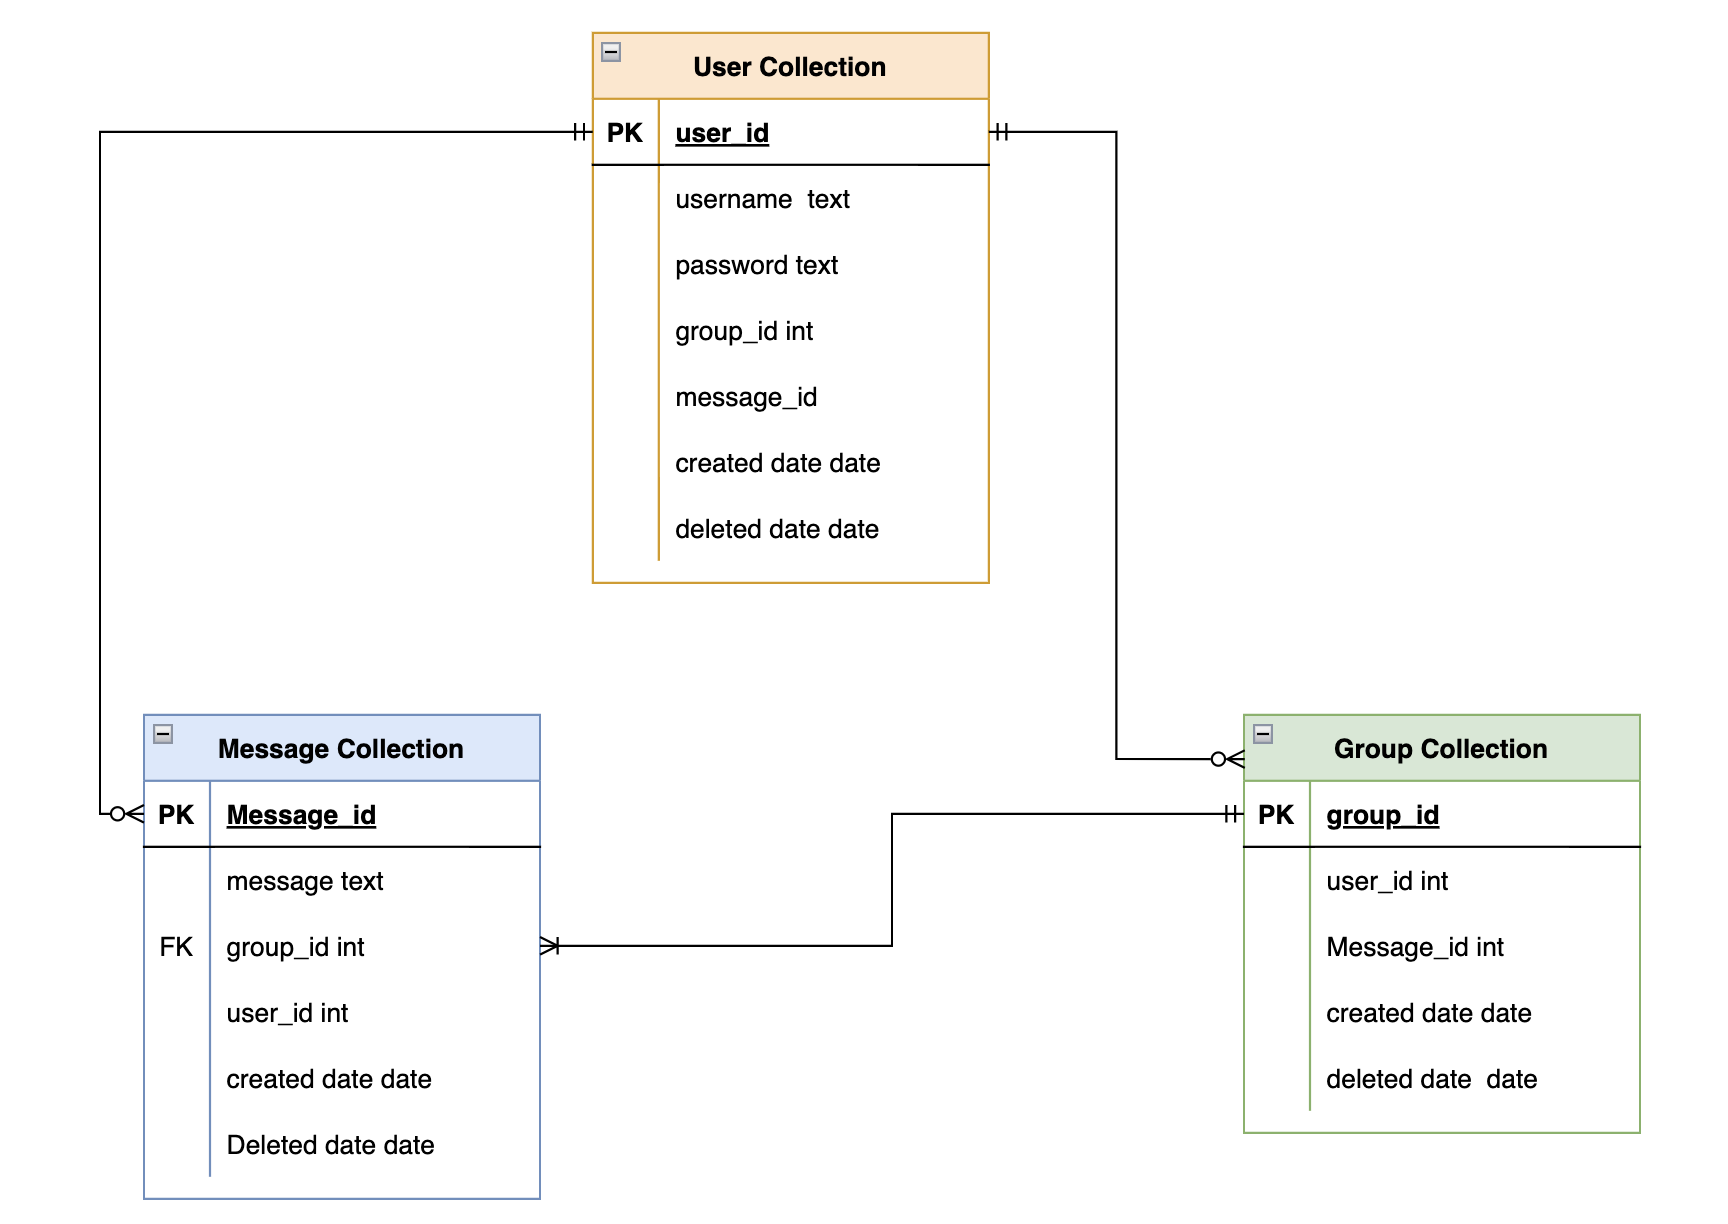 User Collection
PK user_id
username  text
password text
group_id int
message_id
created date date
deleted date date
Message Collection
PK Message_id
message text
FK group_id int
user_id int
created date date
Deleted date date
Group Collection
PK group_id
user_id int
Message_id int
created date date
deleted date  date